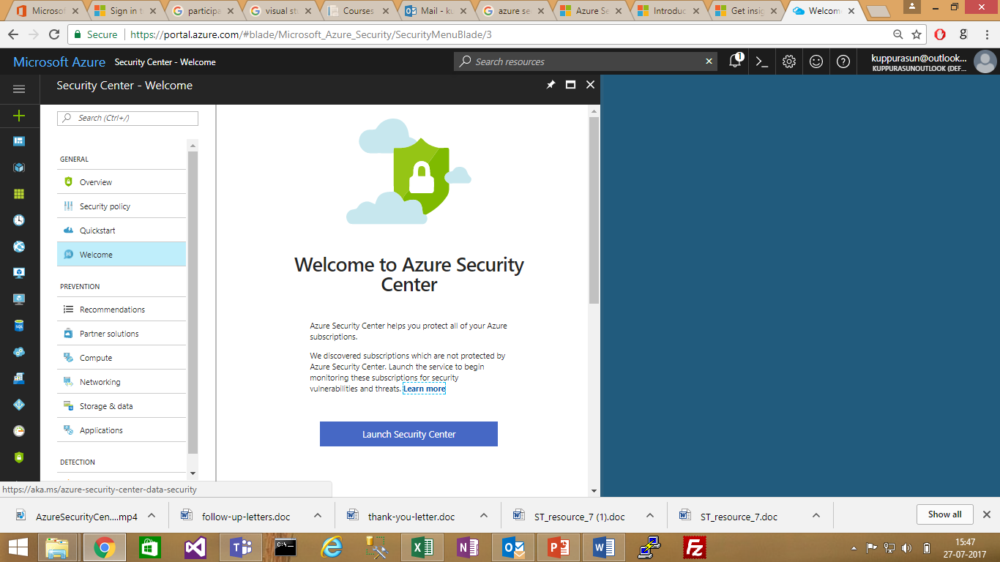 Microsoft
Sign in t
participa
visual stu
Courses
Mail - ku
azure sec
Azure Se
Introduc
Get insig
Welcom
Secure
https://portal.azure.com/#blade/Microsoft_Azure_Security/SecurityMenuBlade/3
Microsoft Azure
Security Center - Welcome
Search resources
1
kuppurasun@outlook...
KUPPURASUNOUTLOOK (DEF...
Security Center - Welcome
Search (Ctrl+/)
GENERAL
Overview
Security policy
Quickstart
Welcome
PREVENTION
Recommendations
Partner solutions
Compute
Networking
Storage & data
Applications
DETECTION
Welcome to Azure Security
Center
Azure Security Center helps you protect all of your Azure
subscriptions.
We discovered subscriptions which are not protected by
Azure Security Center. Launch the service to begin
monitoring these subscriptions for security
vulnerabilities and threats. Learn more
Launch Security Center
https://aka.ms/azure-security-center-data-security
AzureSecurityCen....mp4
follow-up-letters.doc
thank-you-letter.doc
ST_resource_7 (1).doc
ST_resource_7.doc
Show all
15:47
27-07-2017